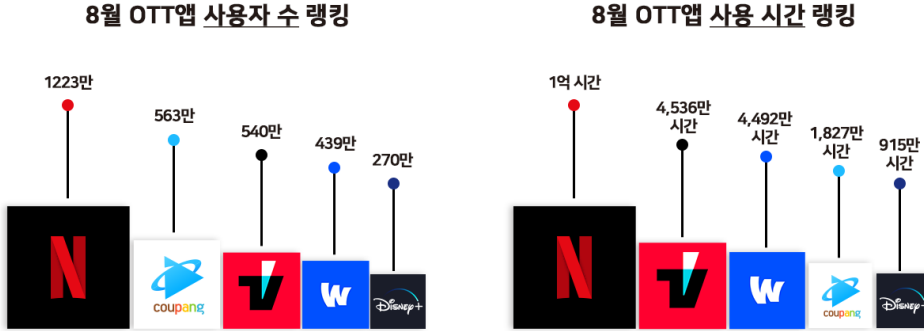 8월 OTT앱 사용자 수 랭킹
1223만
563만
540만
439만
270만
coupang
W
Disney+
8월 OTT앱 사용 시간 랭킹
1억 시간
4,536만
시간
4,492만
시간
1,827만
시간
915만
시간
N
N
T
T
W
coupang
Disney+